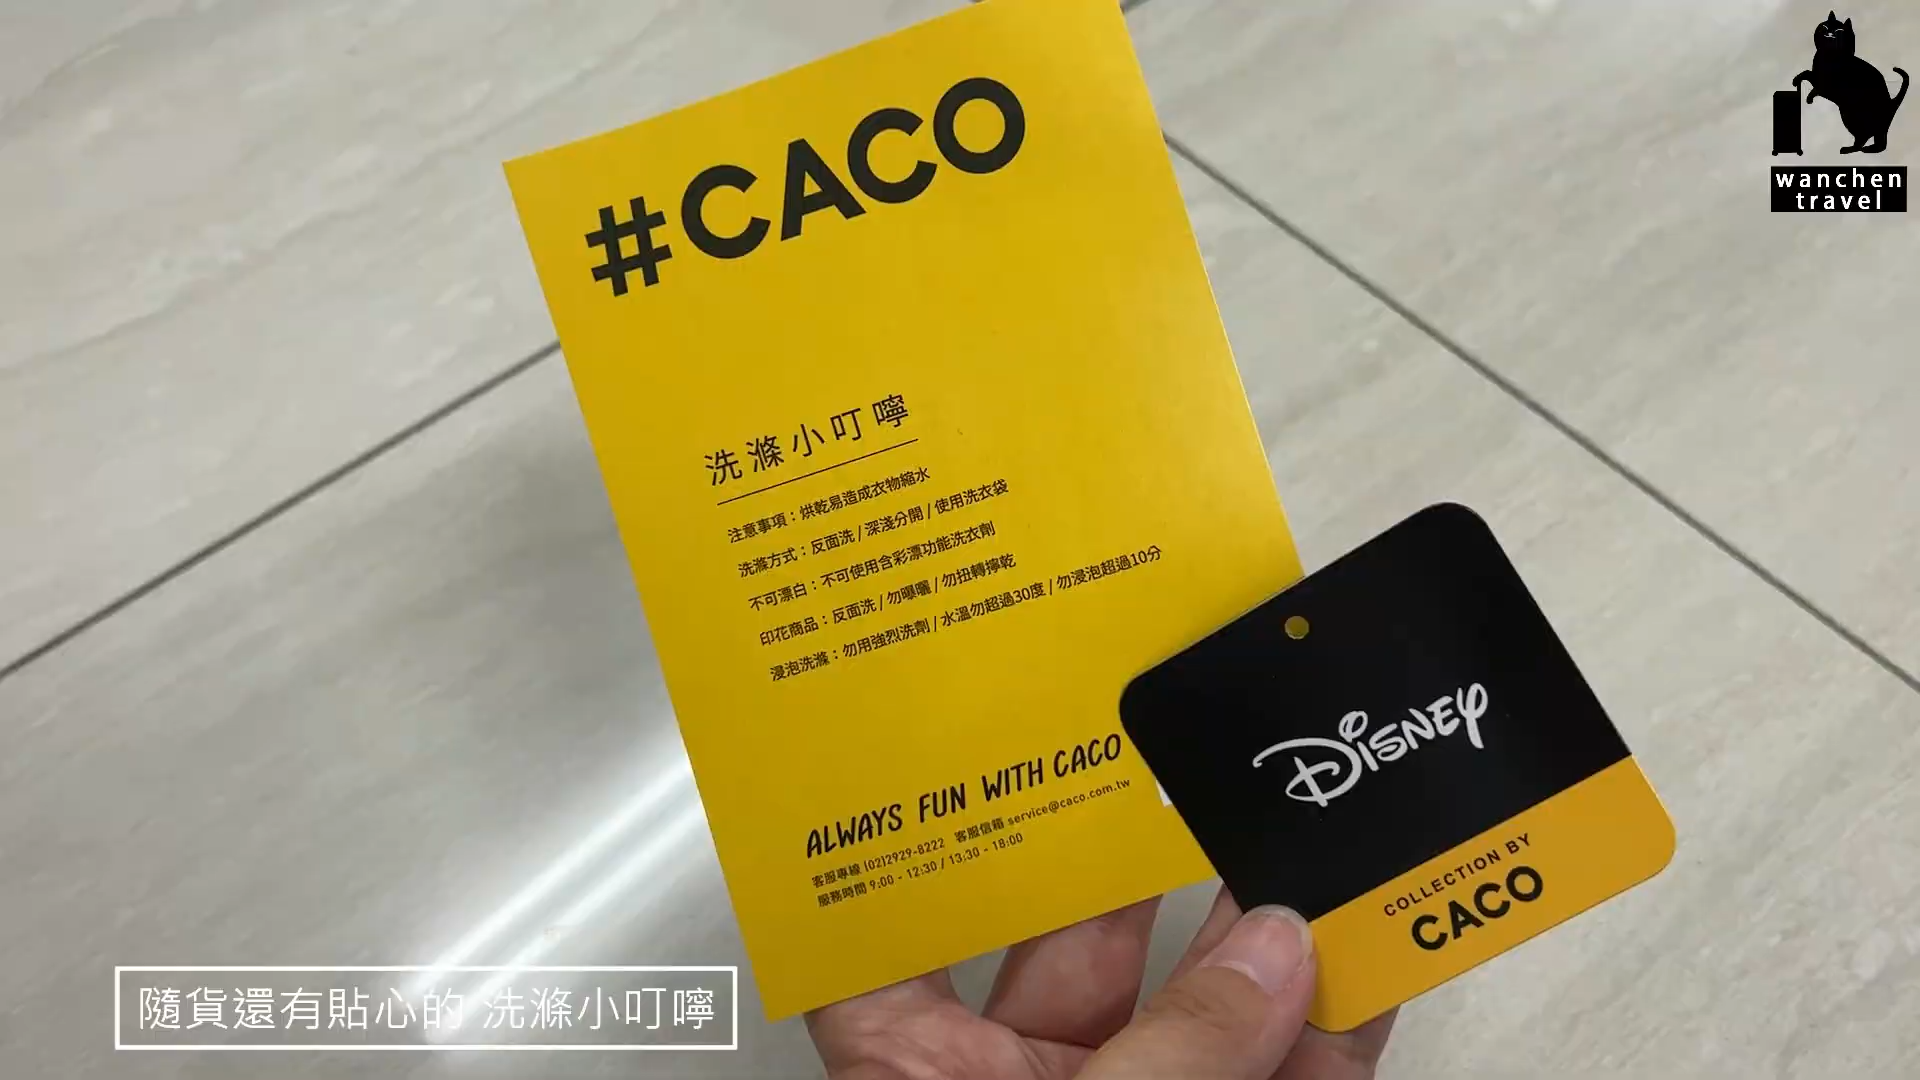 #CACO
洗滌小叮嚀
注意事項：烘乾易造成衣物縮水
洗滌方式：反面洗 / 深淺分開 / 使用洗衣袋
不可漂白：不可使用含彩漂功能洗衣劑
印花商品：反面洗 / 勿曝曬 / 勿扭轉擰乾
浸泡洗滌：勿用強烈洗劑 / 水溫勿超過30度 / 勿浸泡超過10分
ALWAYS FUN WITH CACO
客服專線 (02)2929-8222 客服信箱 service@caco.com.tw
服務時間 9:00 - 12:30 / 13:30 - 18:00
DISNEY
COLLECTION BY
CACO
wanchen
travel
隨貨還有貼心的 洗滌小叮嚀